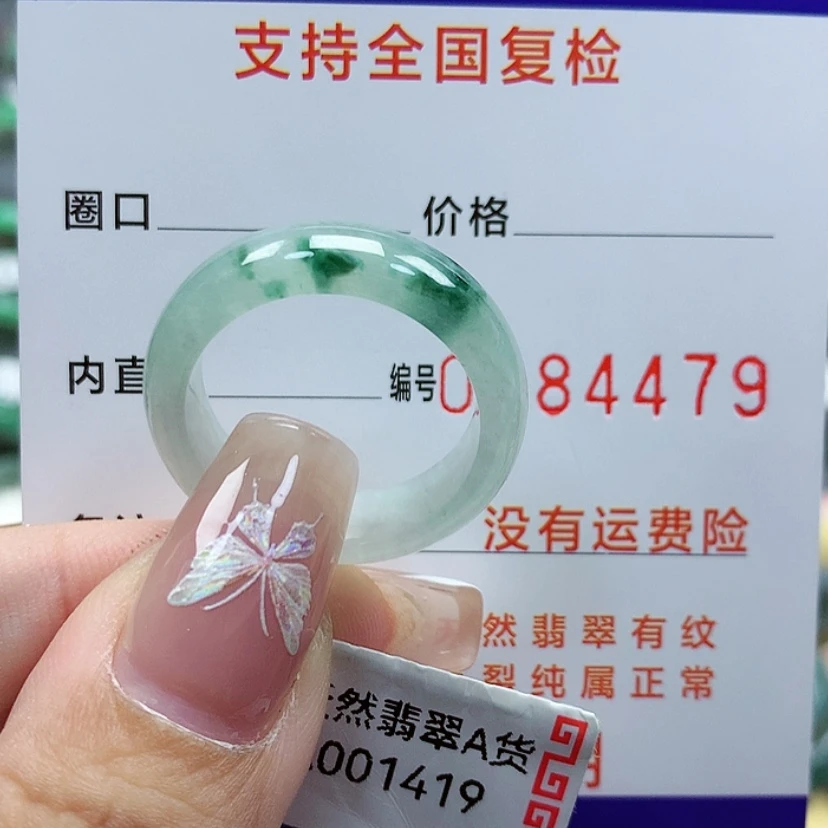 支持全国复检
圈口 价格
内直 编号 84479
没有运费险
然翡翠有纹
裂纯属正常
然翡翠A货
001419